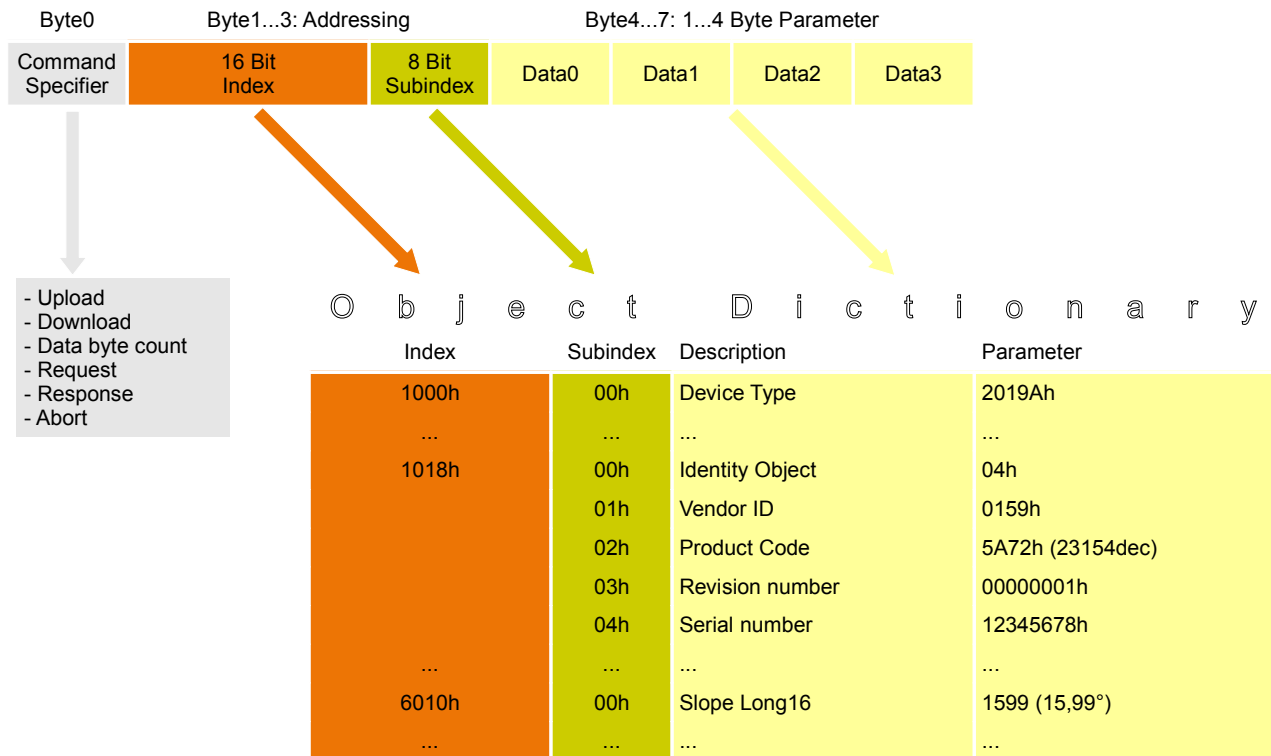 Byte0 Byte1...3: Addressing Byte4...7: 1...4 Byte Parameter
Command
Specifier
16 Bit
Index
8 Bit
Subindex
Data0 Data1 Data2 Data3
- Upload
- Download
- Data byte count
- Request
- Response
- Abort
Object Dictionary
Index Subindex Description Parameter
1000h 00h Device Type 2019Ah
... ... ... ...
1018h 00h Identity Object 04h
01h Vendor ID 0159h
02h Product Code 5A72h (23154dec)
03h Revision number 00000001h
04h Serial number 12345678h
... ... ... ...
6010h 00h Slope Long16 1599 (15,99°)
... ... ... ...